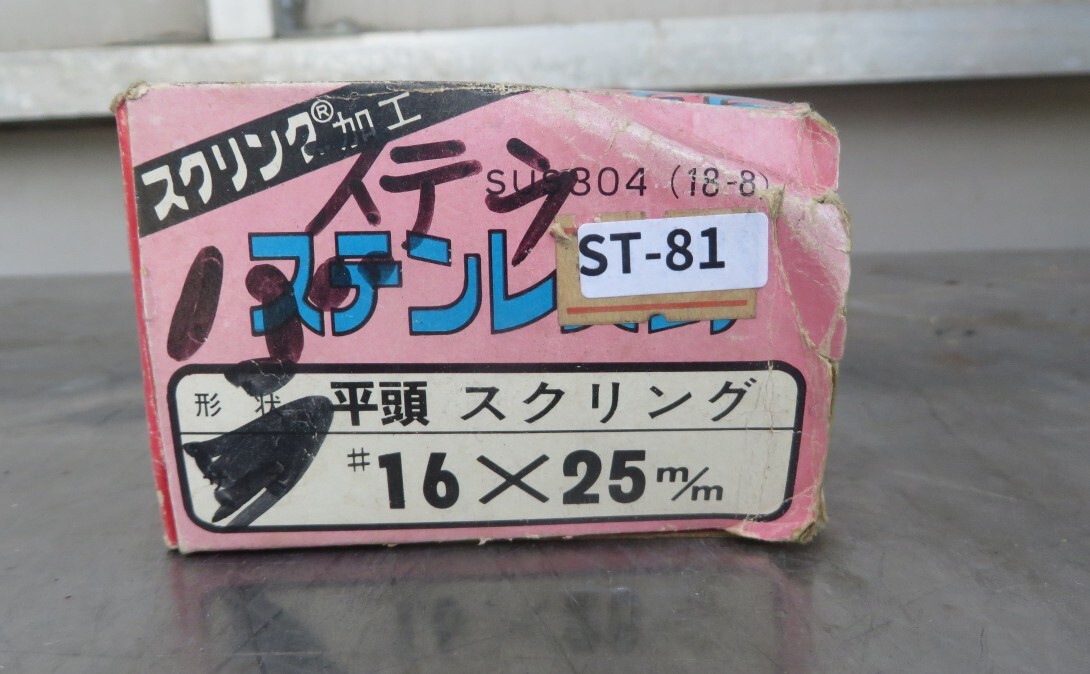 スクリング®加工
ステ
SUS304 (18-8)
ステンレス
ST-81
形状 平頭 スクリング
#16×25m/m